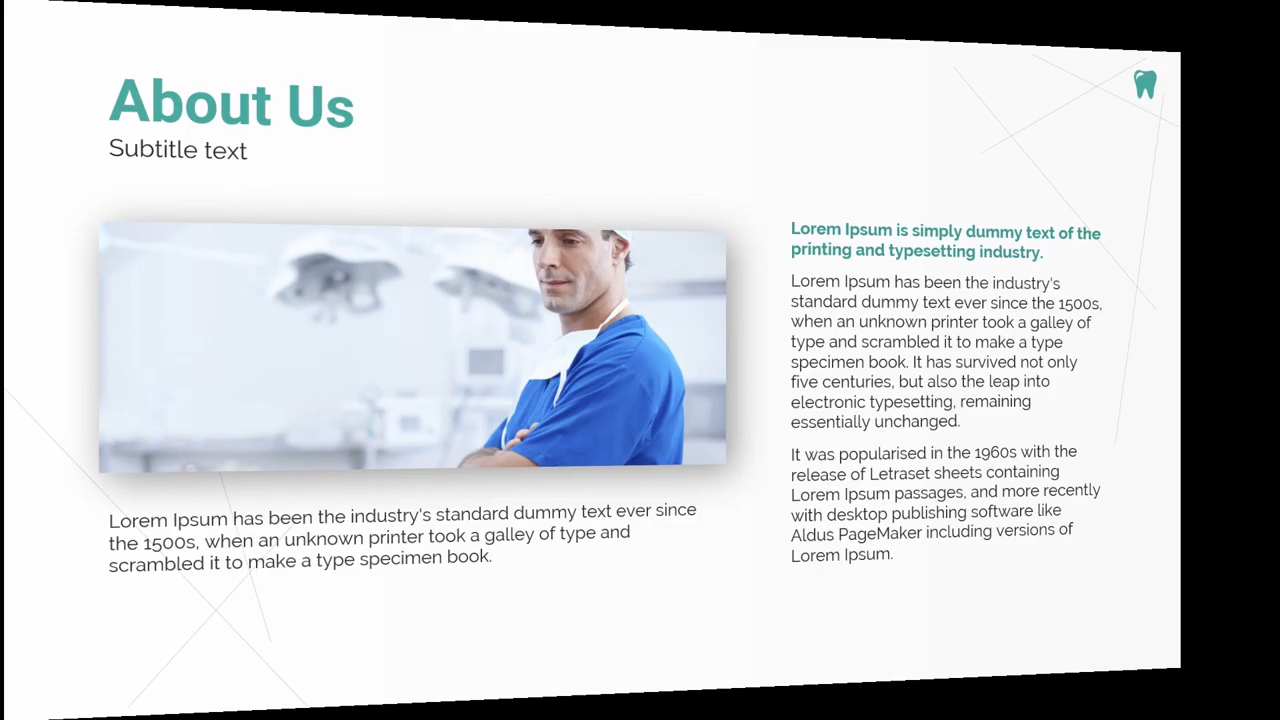 About Us
Subtitle text
Lorem Ipsum has been the industry's standard dummy text ever since
the 1500s, when an unknown printer took a galley of type and
scrambled it to make a type specimen book.
Lorem Ipsum is simply dummy text of the
printing and typesetting industry.
Lorem Ipsum has been the industry's
standard dummy text ever since the 1500s,
when an unknown printer took a galley of
type and scrambled it to make a type
specimen book. It has survived not only
five centuries, but also the leap into
electronic typesetting, remaining
essentially unchanged.
It was popularised in the 1960s with the
release of Letraset sheets containing
Lorem Ipsum passages, and more recently
with desktop publishing software like
Aldus PageMaker including versions of
Lorem Ipsum.